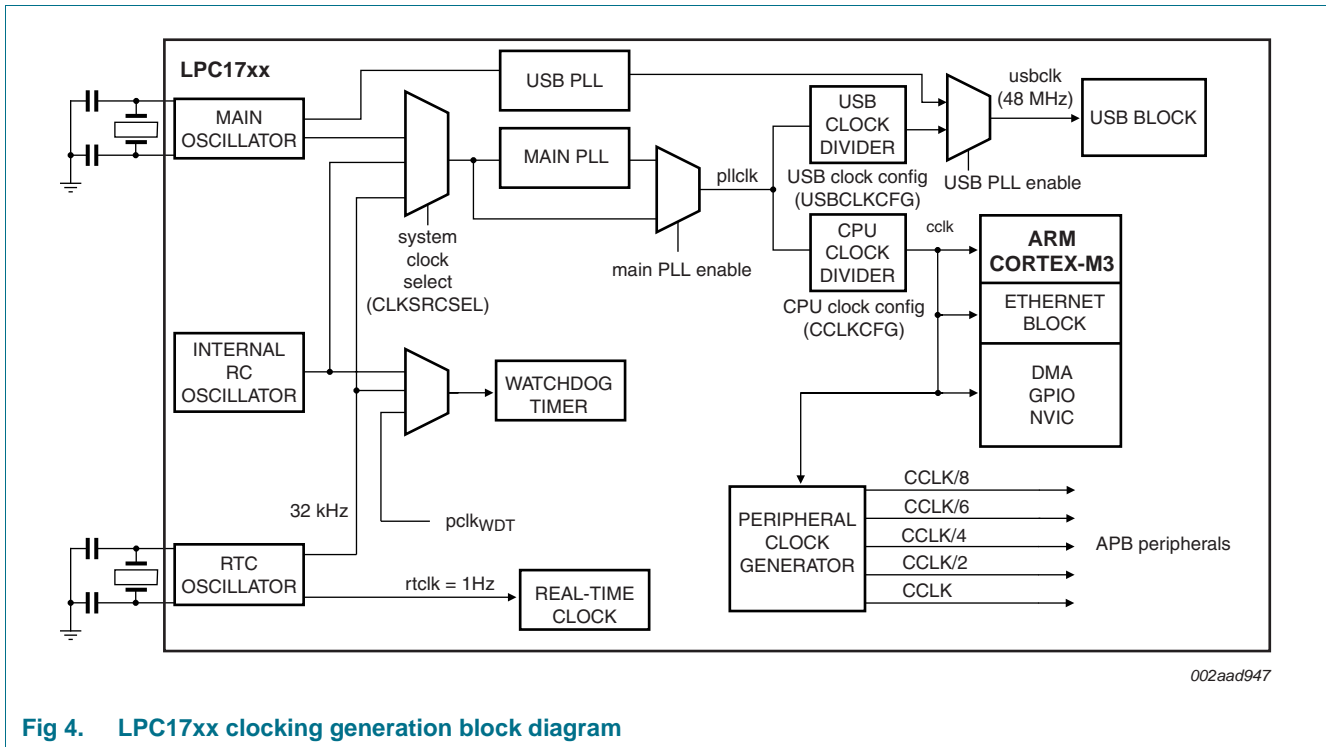 LPC17xx
MAIN
OSCILLATOR
USB PLL
MAIN PLL
system
clock
select
(CLKSRCSEL)
main PLL enable
pllclk
USB
CLOCK
DIVIDER
USB clock config
(USBCLKCFG)
usbclk
(48 MHz)
USB BLOCK
USB PLL enable
CPU
CLOCK
DIVIDER
CPU clock config
(CCLKCFG)
cclk
ARM
CORTEX-M3
ETHERNET
BLOCK
DMA
GPIO
NVIC
INTERNAL
RC
OSCILLATOR
WATCHDOG
TIMER
pclkWDT
32 kHz
RTC
OSCILLATOR
rtclk = 1Hz
REAL-TIME
CLOCK
PERIPHERAL
CLOCK
GENERATOR
CCLK/8
CCLK/6
CCLK/4
CCLK/2
CCLK
APB peripherals
002aad947
Fig 4. LPC17xx clocking generation block diagram